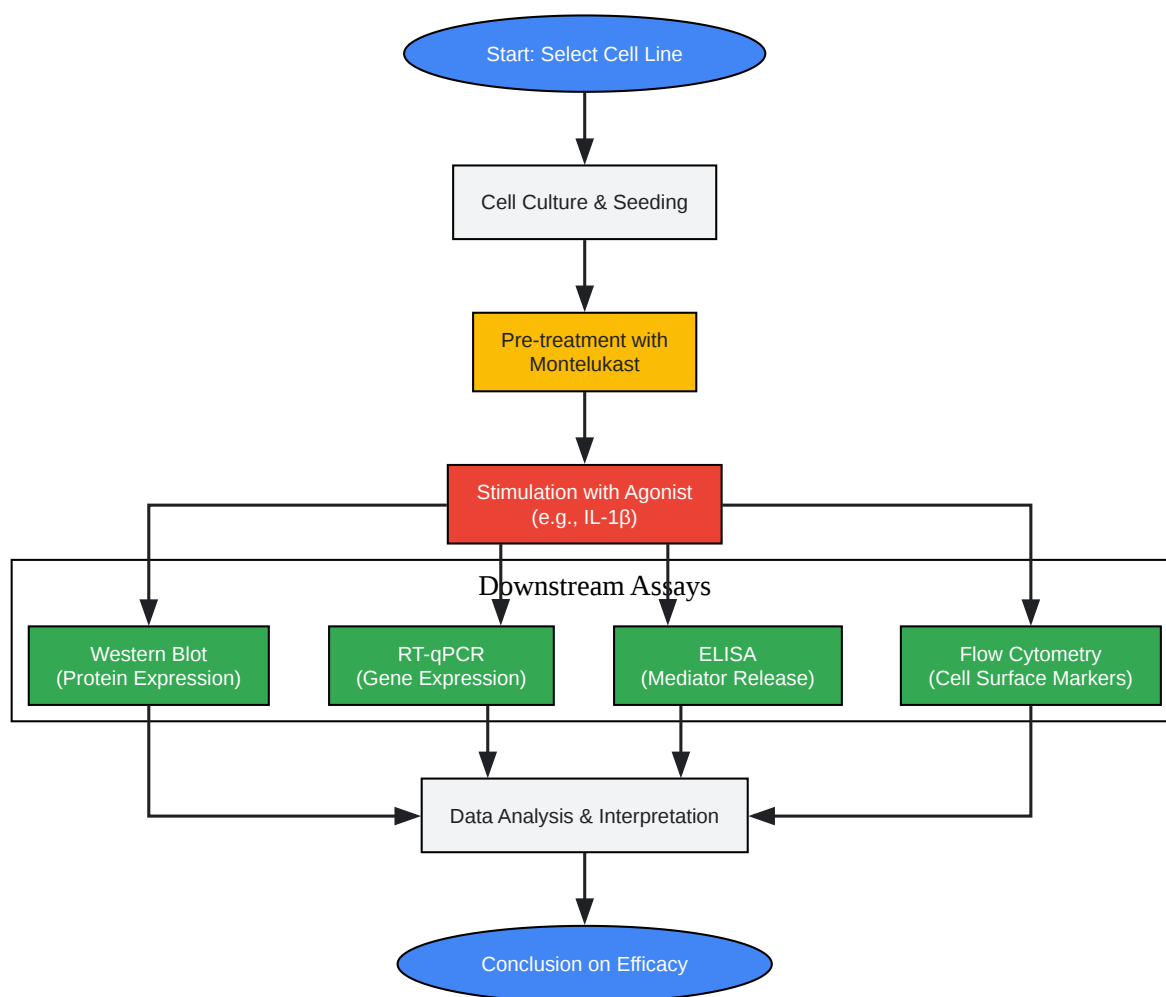 Start: Select Cell Line
Cell Culture & Seeding
Pre-treatment with
Montelukast
Stimulation with Agonist
(e.g., IL-1β)
Downstream Assays
Western Blot
(Protein Expression)
RT-qPCR
(Gene Expression)
ELISA
(Mediator Release)
Flow Cytometry
(Cell Surface Markers)
Data Analysis & Interpretation
Conclusion on Efficacy